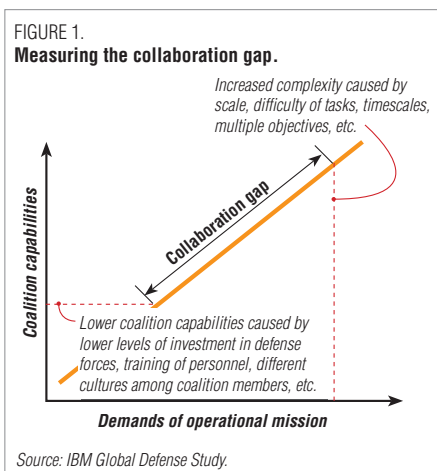 FIGURE 1.
Measuring the collaboration gap.
Increased complexity caused by
scale, difficulty of tasks, timescales,
multiple objectives, etc.
Collaboration gap
Coalition capabilities
Lower coalition capabilities caused by
lower levels of investment in defense
forces, training of personnel, different
cultures among coalition members, etc.
Demands of operational mission
Source: IBM Global Defense Study.